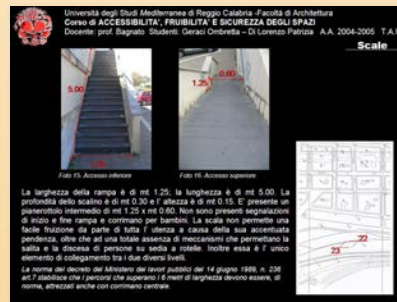 Università degli Studi Mediterranea di Reggio Calabria -Facoltà di Architettura
Corso di ACCESSIBILITA', FRUIBILITA' E SICUREZZA DEGLI SPAZI
Docente: prof. Bagnato Studenti: Geraci Ombretta – Di Lorenzo Patrizia A.A. 2004-2005 T.A.I
Scale
5.00
1.25
1.25
0.60
Foto 15: Accesso inferiore
Foto 16: Accesso superiore
La larghezza della rampa è di mt 1.25; la lunghezza è di mt 5.00. La
profondità dello scalino è di mt 0.30 e l' altezza è di 0.15. E' presente un
pianerottolo intermedio di mt 1.25 x mt 0.60. Non sono presenti segnalazioni
di inizio e fine rampa e corrimano per bambini. La scala non permette una
facile fruizione da parte di tutta l' utenza a causa della sua accentuata
pendenza, oltre che ad una totale assenza di meccanismi che permettano la
salita e la discesa di persone su sedia a rotelle. Inoltre essa è l' unico
elemento di collegamento tra i due diversi livelli.
La norma del decreto del Ministero dei lavori pubblici del 14 giugno 1989, n. 236
art.7 stabilisce che i percorsi che superano i 6 metri di larghezza devono essere, di
norma, attrezzati anche con corrimano centrale.
22
23